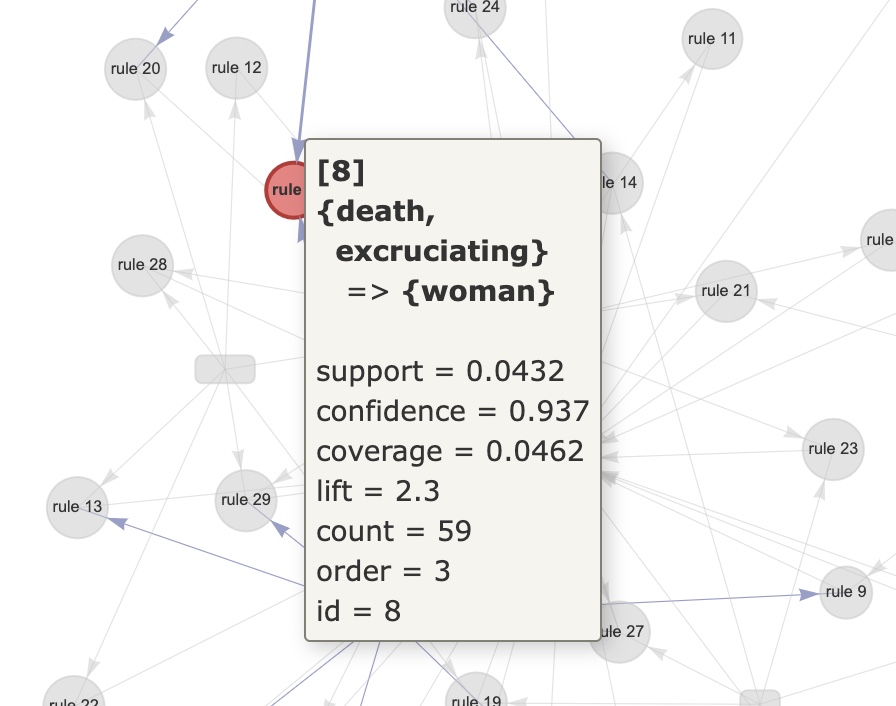 rule 24
rule 11
rule 20
rule 12
[8]
{death,
excruciating}
=> {woman}
support = 0.0432
confidence = 0.937
coverage = 0.0462
lift = 2.3
count = 59
order = 3
id = 8
rule
le 14
rule
rule 28
rule 21
rule 23
rule 13
rule 29
rule 9
ule 27
rule 22
rule 19